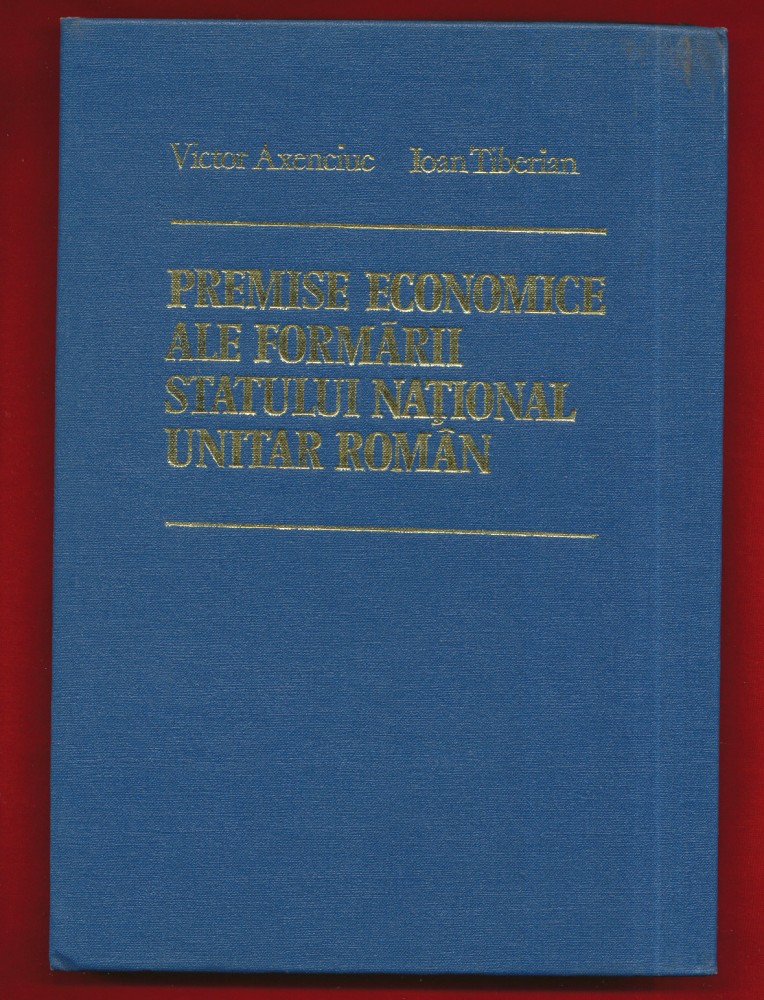 Victor Axenciuc Ioan Tiberian
PREMISE ECONOMICE
ALE FORMĂRII
STATULUI NAȚIONAL
UNITAR ROMÂN